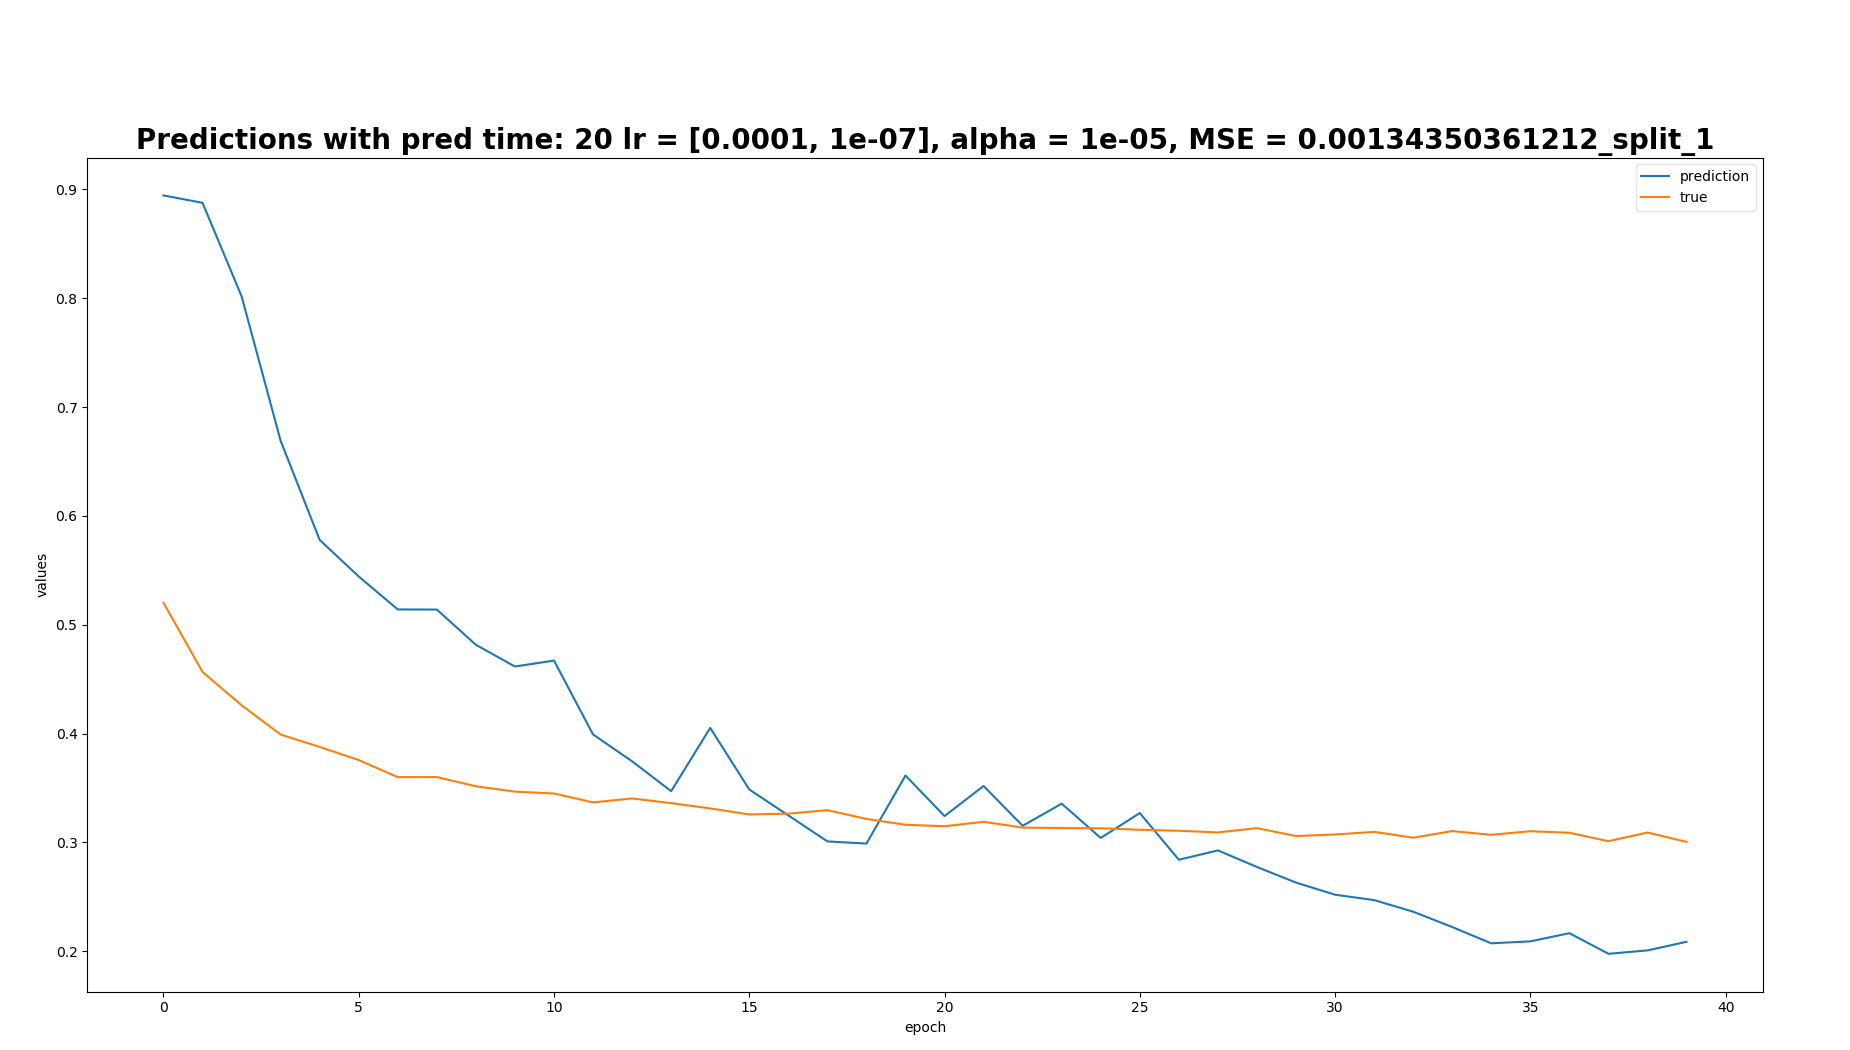 Predictions with pred time: 20 lr = [0.0001, 1e-07], alpha = 1e-05, MSE = 0.00134350361212_split_1
prediction
true
0.9
0.8
0.7
0.6
0.5
0.4
0.3
0.2
values
0 5 10 15 20 25 30 35 40
epoch